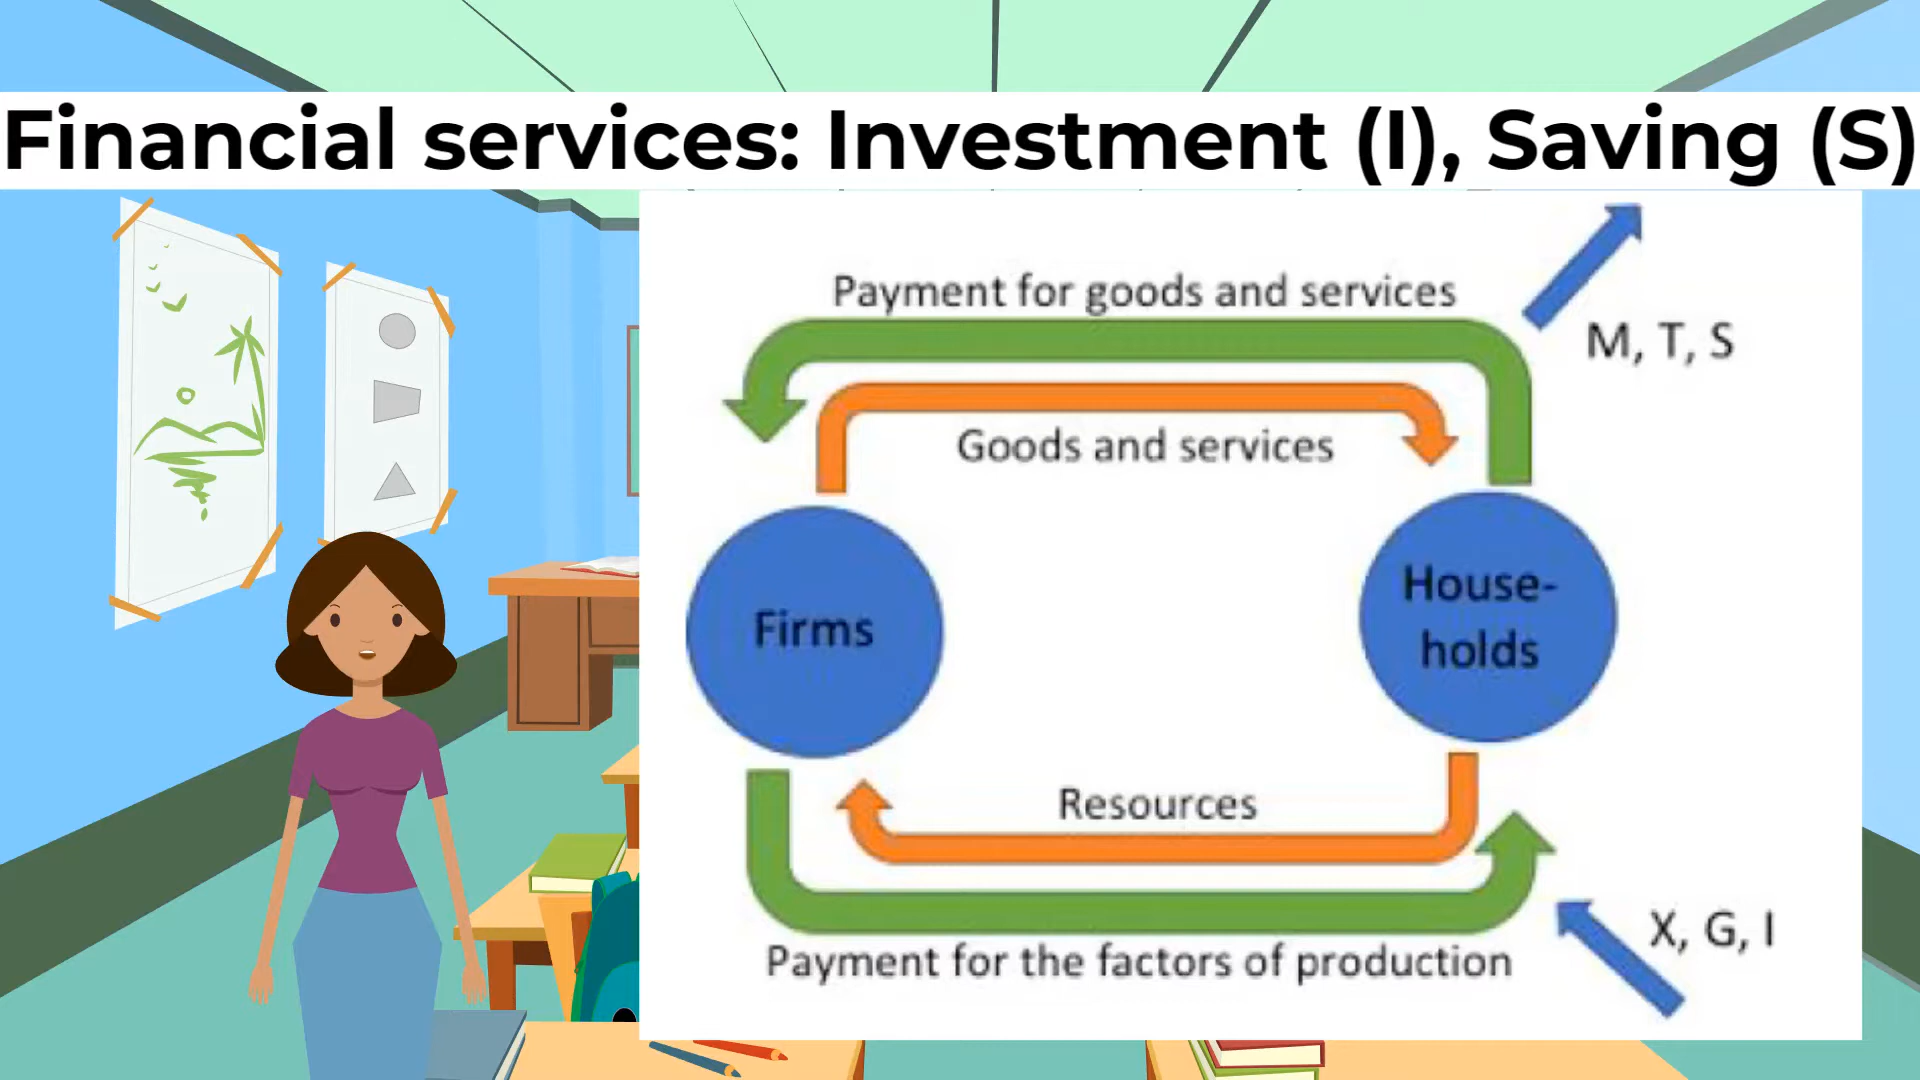 Financial services: Investment (I), Saving (S)
Payment for goods and services
M, T, S
Goods and services
Firms
House-
holds
Resources
X, G, I
Payment for the factors of production